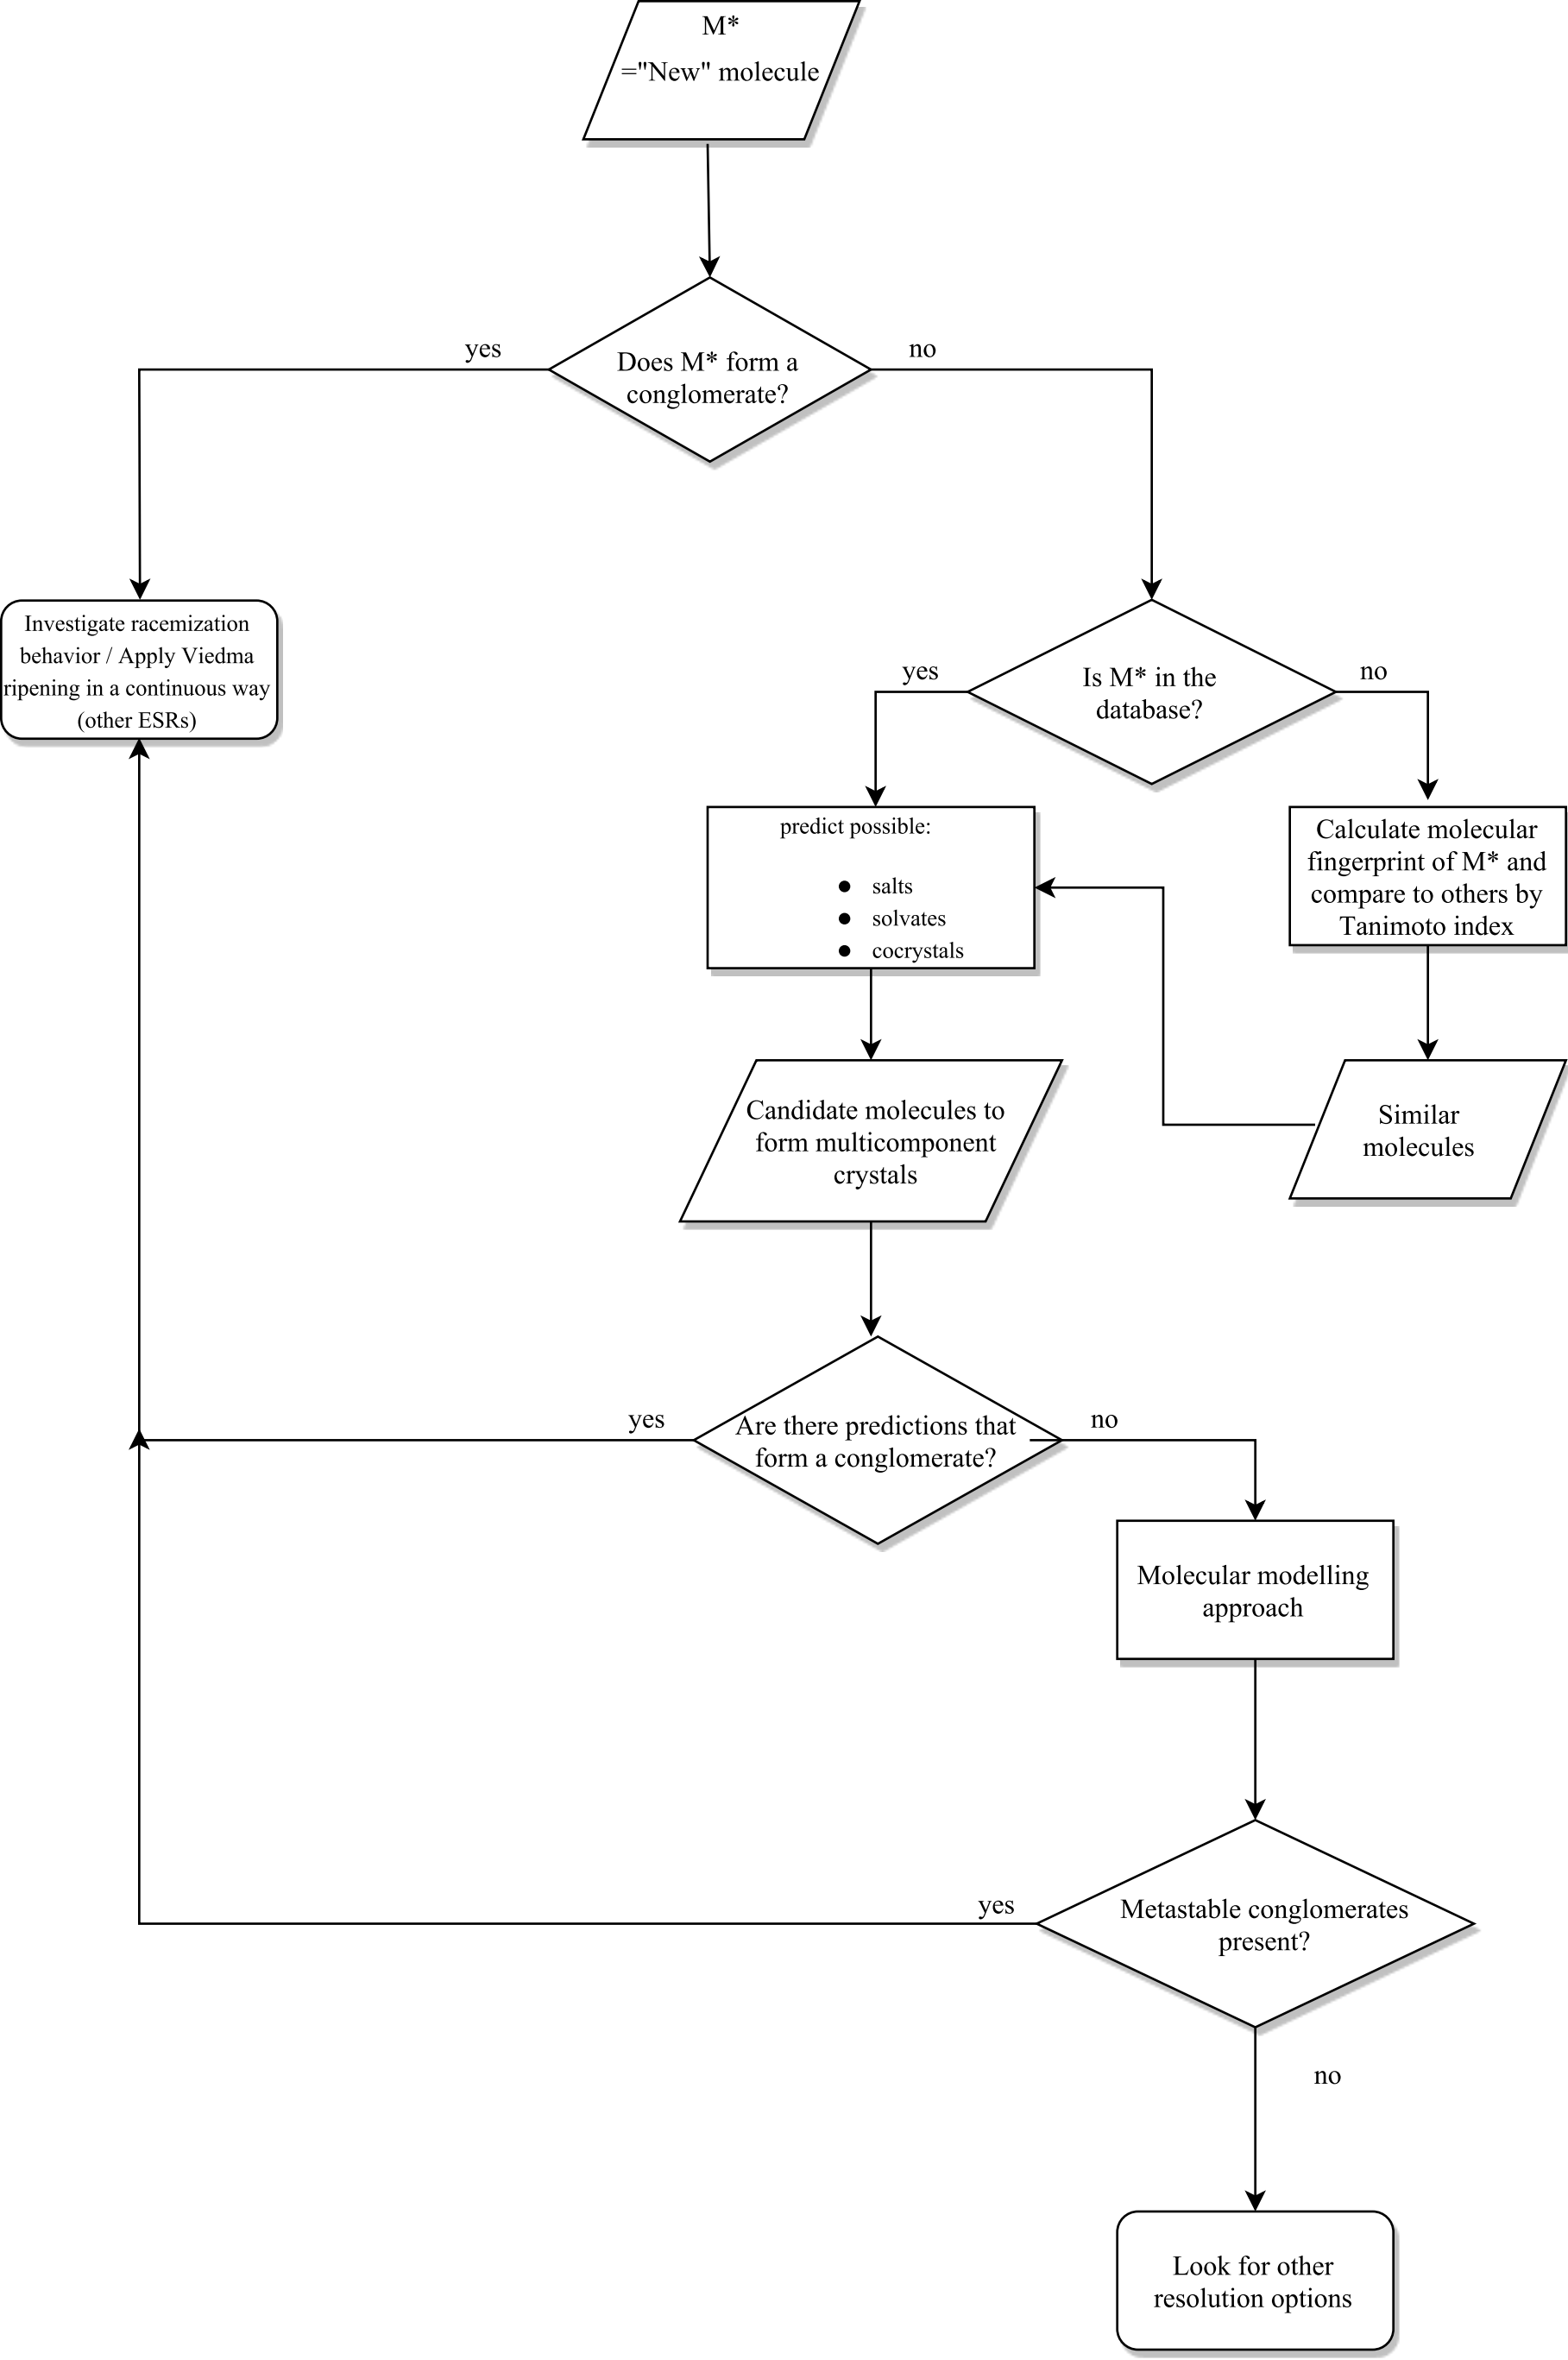 M*
="New" molecule
yes
no
Does M* form a
conglomerate?
Investigate racemization
behavior / Apply Viedma
ripening in a continuous way
(other ESRs)
yes
no
Is M* in the
database?
predict possible:
● salts
● solvates
● cocrystals
Calculate molecular
fingerprint of M* and
compare to others by
Tanimoto index
Candidate molecules to
form multicomponent
crystals
Similar
molecules
yes
no
Are there predictions that
form a conglomerate?
Molecular modelling
approach
yes
Metastable conglomerates
present?
no
Look for other
resolution options